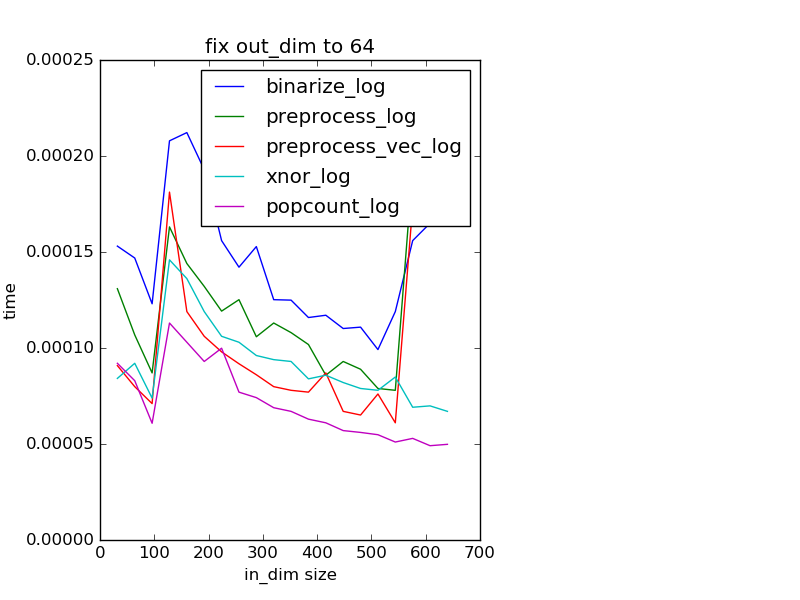 fix out_dim to 64
0.00025
0.00020
0.00015
0.00010
0.00005
0.00000
time
binarize_log
preprocess_log
preprocess_vec_log
xnor_log
popcount_log
0 100 200 300 400 500 600 700
in_dim size